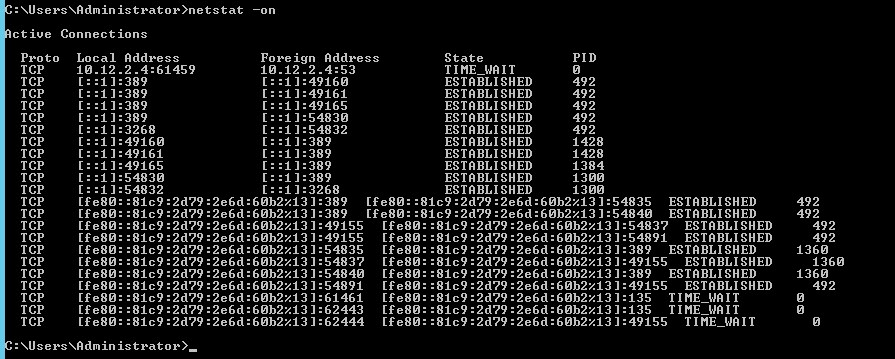 C:\Users\Administrator>netstat -on
Active Connections
Proto  Local Address          Foreign Address        State           PID
TCP    10.12.2.4:61459        10.12.2.4:53           TIME_WAIT       0
TCP    [::1]:389              [::1]:49160            ESTABLISHED     492
TCP    [::1]:389              [::1]:49161            ESTABLISHED     492
TCP    [::1]:389              [::1]:49165            ESTABLISHED     492
TCP    [::1]:389              [::1]:54830            ESTABLISHED     492
TCP    [::1]:3268             [::1]:54832            ESTABLISHED     492
TCP    [::1]:49160            [::1]:389              ESTABLISHED     1428
TCP    [::1]:49161            [::1]:389              ESTABLISHED     1428
TCP    [::1]:49165            [::1]:389              ESTABLISHED     1384
TCP    [::1]:54830            [::1]:389              ESTABLISHED     1300
TCP    [::1]:54832            [::1]:3268             ESTABLISHED     1300
TCP    [fe80::81c9:2d79:2e6d:60b2%13]:389  [fe80::81c9:2d79:2e6d:60b2%13]:54835  ESTABLISHED     492
TCP    [fe80::81c9:2d79:2e6d:60b2%13]:389  [fe80::81c9:2d79:2e6d:60b2%13]:54840  ESTABLISHED     492
TCP    [fe80::81c9:2d79:2e6d:60b2%13]:49155  [fe80::81c9:2d79:2e6d:60b2%13]:54837  ESTABLISHED     492
TCP    [fe80::81c9:2d79:2e6d:60b2%13]:49155  [fe80::81c9:2d79:2e6d:60b2%13]:54891  ESTABLISHED     492
TCP    [fe80::81c9:2d79:2e6d:60b2%13]:54835  [fe80::81c9:2d79:2e6d:60b2%13]:389  ESTABLISHED     1360
TCP    [fe80::81c9:2d79:2e6d:60b2%13]:54837  [fe80::81c9:2d79:2e6d:60b2%13]:49155  ESTABLISHED     1360
TCP    [fe80::81c9:2d79:2e6d:60b2%13]:54840  [fe80::81c9:2d79:2e6d:60b2%13]:389  ESTABLISHED     1360
TCP    [fe80::81c9:2d79:2e6d:60b2%13]:54891  [fe80::81c9:2d79:2e6d:60b2%13]:49155  ESTABLISHED     492
TCP    [fe80::81c9:2d79:2e6d:60b2%13]:61461  [fe80::81c9:2d79:2e6d:60b2%13]:135  TIME_WAIT       0
TCP    [fe80::81c9:2d79:2e6d:60b2%13]:62443  [fe80::81c9:2d79:2e6d:60b2%13]:135  TIME_WAIT       0
TCP    [fe80::81c9:2d79:2e6d:60b2%13]:62444  [fe80::81c9:2d79:2e6d:60b2%13]:49155  TIME_WAIT       0
C:\Users\Administrator>_